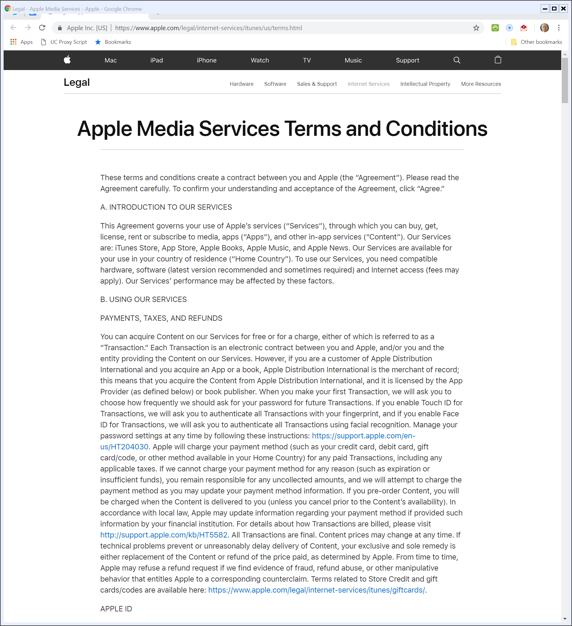 Legal - Apple Media Services - Apple - Google Chrome
Apple Inc. [US] | https://www.apple.com/legal/internet-services/itunes/us/terms.html
Apps UC Proxy Script Bookmarks Other bookmarks
Mac iPad iPhone Watch TV Music Support
Legal Hardware Software Sales & Support Internet Services Intellectual Property More Resources
Apple Media Services Terms and Conditions
These terms and conditions create a contract between you and Apple (the “Agreement”). Please read the
Agreement carefully. To confirm your understanding and acceptance of the Agreement, click “Agree.”
A. INTRODUCTION TO OUR SERVICES
This Agreement governs your use of Apple’s services (“Services”), through which you can buy, get,
license, rent or subscribe to media, apps (“Apps”), and other in-app services (“Content”). Our Services
are: iTunes Store, App Store, Apple Books, Apple Music, and Apple News. Our Services are available for
your use in your country of residence (“Home Country”). To use our Services, you need compatible
hardware, software (latest version recommended and sometimes required) and Internet access (fees may
apply). Our Services’ performance may be affected by these factors.
B. USING OUR SERVICES
PAYMENTS, TAXES, AND REFUNDS
You can acquire Content on our Services for free or for a charge, either of which is referred to as a
“Transaction.” Each Transaction is an electronic contract between you and Apple, and/or you and the
entity providing the Content on our Services. However, if you are a customer of Apple Distribution
International and you acquire an App or a book, Apple Distribution International is the merchant of record;
this means that you acquire the Content from Apple Distribution International, and it is licensed by the App
Provider (as defined below) or book publisher. When you make your first Transaction, we will ask you to
choose how frequently we should ask for your password for future Transactions. If you enable Touch ID for
Transactions, we will ask you to authenticate all Transactions with your fingerprint, and if you enable Face
ID for Transactions, we will ask you to authenticate all Transactions using facial recognition. Manage your
password settings at any time by following these instructions: https://support.apple.com/en-
us/HT204030. Apple will charge your payment method (such as your credit card, debit card, gift
card/code, or other method available in your Home Country) for any paid Transactions, including any
applicable taxes. If we cannot charge your payment method for any reason (such as expiration or
insufficient funds), you remain responsible for any uncollected amounts, and we will attempt to charge the
payment method as you may update your payment method information. If you pre-order Content, you will
be charged when the Content is delivered to you (unless you cancel prior to the Content’s availability). In
accordance with local law, Apple may update information regarding your payment method if provided such
information by your financial institution. For details about how Transactions are billed, please visit
http://support.apple.com/kb/HT5582. All Transactions are final. Content prices may change at any time. If
technical problems prevent or unreasonably delay delivery of Content, your exclusive and sole remedy is
either replacement of the Content or refund of the price paid, as determined by Apple. From time to time,
Apple may refuse a refund request if we find evidence of fraud, refund abuse, or other manipulative
behavior that entitles Apple to a corresponding counterclaim. Terms related to Store Credit and gift
cards/codes are available here: https://www.apple.com/legal/internet-services/itunes/giftcards/.
APPLE ID